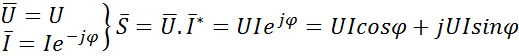 U̅ = U
I̅ = Ie^{-jφ} } S̅ = U̅.I̅* = UIe^{jφ} = UIcosφ + jUIsinφ